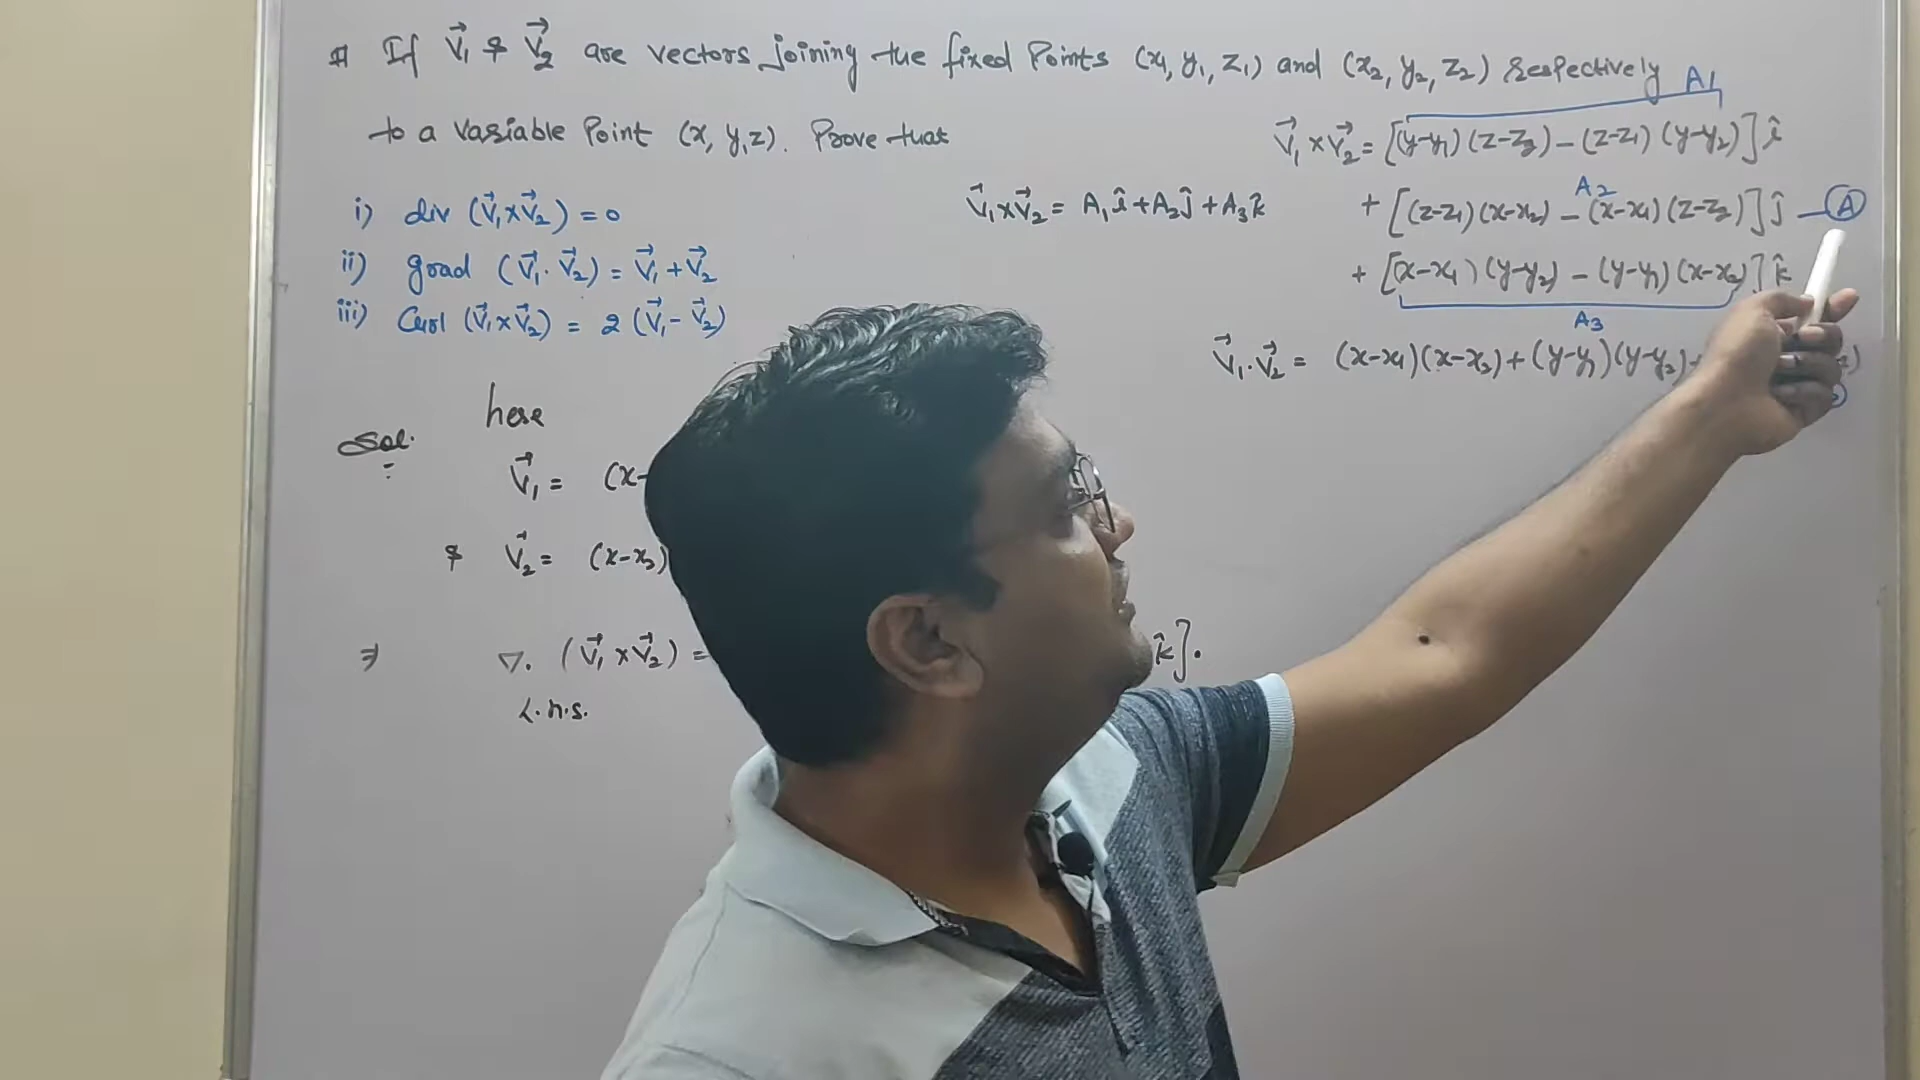 # If V⃗₁ & V⃗₂ are vectors joining the fixed Points (x₁, y₁, z₁) and (x₂, y₂, z₂) respectively
to a variable Point (x, y, z). Prove that
i) div (V⃗₁×V⃗₂) = 0
ii) grad (V⃗₁·V⃗₂) = V⃗₁+V⃗₂
iii) Curl (V⃗₁×V⃗₂) = 2(V⃗₁-V⃗₂)
V⃗₁×V⃗₂ = A₁î+A₂ĵ+A₃k̂
A1
V⃗₁×V⃗₂ = [(y-y₁)(z-z₂)-(z-z₁)(y-y₂)]î
A2
+[(z-z₁)(x-x₂)-(x-x₁)(z-z₂)]ĵ — A
+[(x-x₁)(y-y₂)-(y-y₁)(x-x₂)]k̂
A3
V⃗₁·V⃗₂ = (x-x₁)(x-x₂)+(y-y₁)(y-y₂)+
Sol. here
V⃗₁ = (x-
& V⃗₂ = (x-x₂)
⇒ ∇. (V⃗₁×V⃗₂) = k̂].
L.h.s.